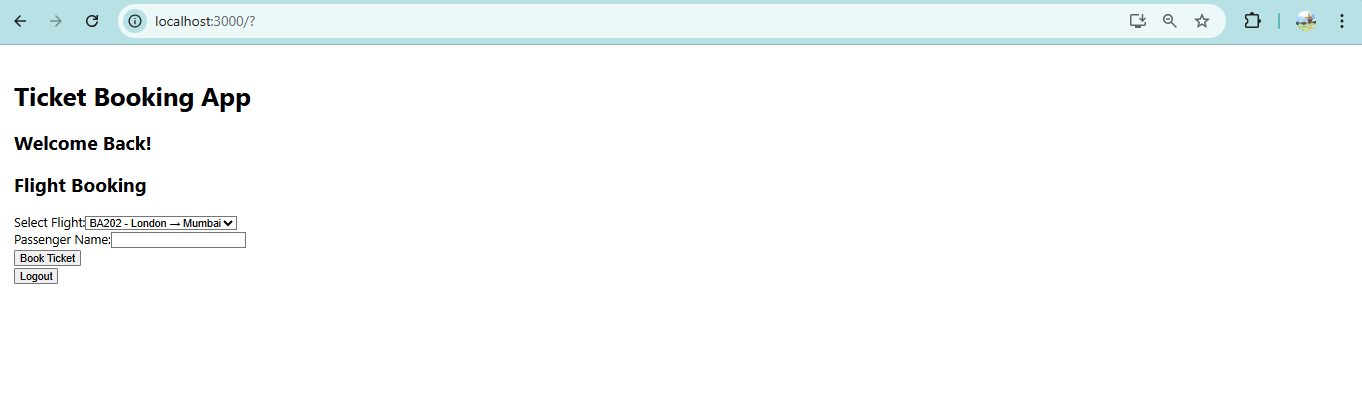 localhost:3000/?
Ticket Booking App
Welcome Back!
Flight Booking
Select Flight: BA202 - London → Mumbai
Passenger Name:
Book Ticket
Logout